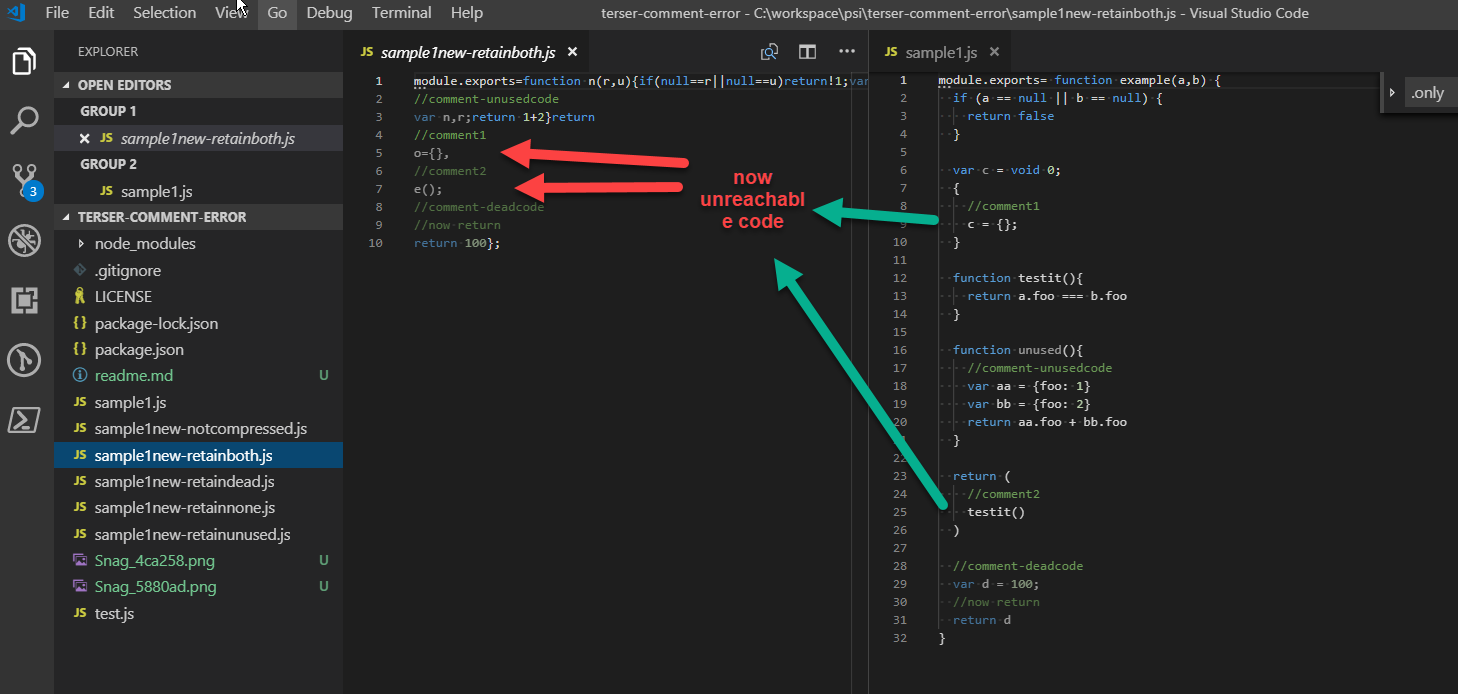 File Edit Selection View Go Debug Terminal Help
terser-comment-error - C:\workspace\psi\terser-comment-error\sample1new-retainboth.js - Visual Studio Code
EXPLORER
OPEN EDITORS
GROUP 1
JS sample1new-retainboth.js
GROUP 2
JS sample1.js
TERSER-COMMENT-ERROR
node_modules
.gitignore
LICENSE
{} package-lock.json
{} package.json
readme.md U
JS sample1.js
JS sample1new-notcompressed.js
JS sample1new-retainboth.js
JS sample1new-retaindead.js
JS sample1new-retainnone.js
JS sample1new-retainunused.js
Snag_4ca258.png U
Snag_5880ad.png U
JS test.js
3
JS sample1new-retainboth.js
1 module.exports=function n(r,u){if(null==r||null==u)return!1;var
2 //comment-unusedcode
3 var n,r;return 1+2}return
4 //comment1
5 o={},
6 //comment2
7 e();
8 //comment-deadcode
9 //now return
10 return 100};
now
unreachabl
e code
JS sample1.js
1 module.exports= function example(a,b) {
2 if (a == null || b == null) {
3 return false
4 }
5
6 var c = void 0;
7 {
8 //comment1
9 c = {};
10 }
11
12 function testit(){
13 return a.foo === b.foo
14 }
15
16 function unused(){
17 //comment-unusedcode
18 var aa = {foo: 1}
19 var bb = {foo: 2}
20 return aa.foo + bb.foo
}
22
23 return (
24 //comment2
25 testit()
26 )
27
28 //comment-deadcode
29 var d = 100;
30 //now return
31 return d
32 }
.only